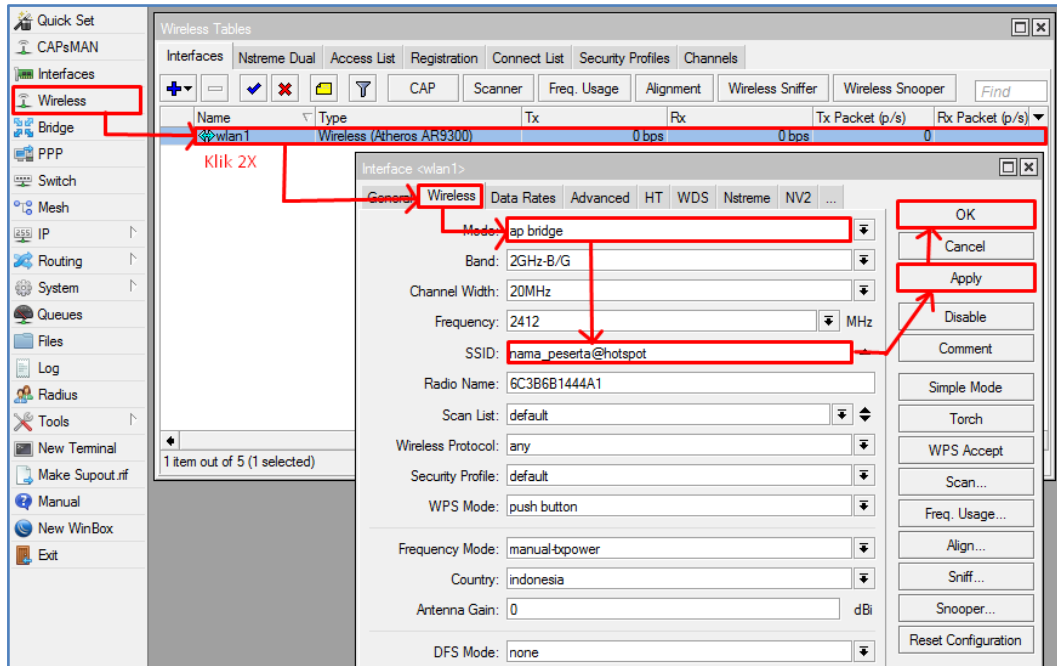 Quick Set
CAPsMAN
Interfaces
Wireless
Bridge
PPP
Switch
Mesh
255 IP
Routing
System
Queues
Files
Log
Radius
Tools
New Terminal
Make Supout.rif
Manual
New WinBox
Exit
Wireless Tables
Interfaces Nstreme Dual Access List Registration Connect List Security Profiles Channels
CAP Scanner Freq. Usage Alignment Wireless Sniffer Wireless Snooper Find
Name Type Tx Rx Tx Packet (p/s) Rx Packet (p/s)
wlan1 Wireless (Atheros AR9300) 0 bps 0 bps 0
Klik 2X
1 item out of 5 (1 selected)
Interface <wlan1>
General Wireless Data Rates Advanced HT WDS Nstreme NV2 ...
Mode: ap bridge
Band: 2GHz-B/G
Channel Width: 20MHz
Frequency: 2412 MHz
SSID: nama_peserta@hotspot
Radio Name: 6C3B6B1444A1
Scan List: default
Wireless Protocol: any
Security Profile: default
WPS Mode: push button
Frequency Mode: manual-txpower
Country: indonesia
Antenna Gain: 0 dBi
DFS Mode: none
OK
Cancel
Apply
Disable
Comment
Simple Mode
Torch
WPS Accept
Scan...
Freq. Usage...
Align...
Sniff...
Snooper...
Reset Configuration